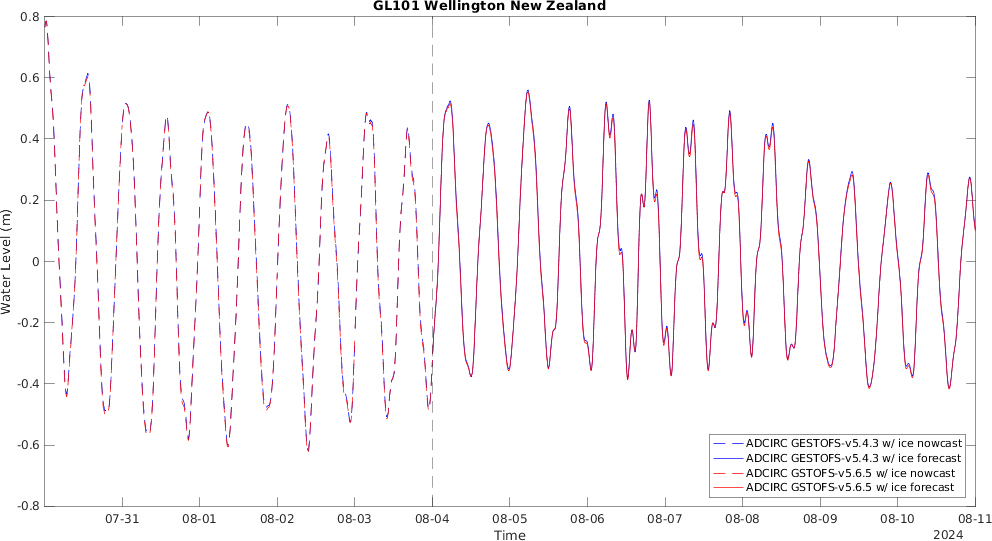 GL101 Wellington New Zealand
0.8
0.6
0.4
0.2
0
-0.2
-0.4
-0.6
-0.8
Water Level (m)
ADCIRC GESTOFS-v5.4.3 w/ ice nowcast
ADCIRC GESTOFS-v5.4.3 w/ ice forecast
ADCIRC GSTOFS-v5.6.5 w/ ice nowcast
ADCIRC GSTOFS-v5.6.5 w/ ice forecast
07-31 08-01 08-02 08-03 08-04 08-05 08-06 08-07 08-08 08-09 08-10 08-11
Time
2024